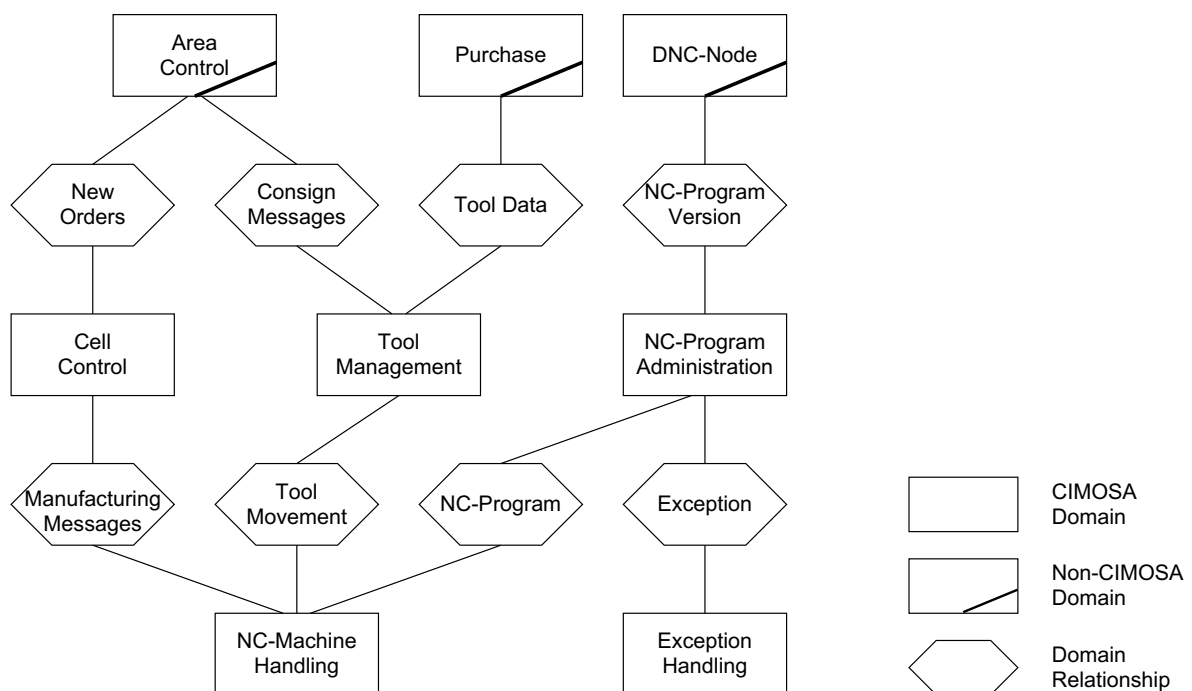 Area
Control
Purchase
DNC-Node
New
Orders
Consign
Messages
Tool Data
NC-Program
Version
Cell
Control
Tool
Management
NC-Program
Administration
Manufacturing
Messages
Tool
Movement
NC-Program
Exception
NC-Machine
Handling
Exception
Handling
CIMOSA
Domain
Non-CIMOSA
Domain
Domain
Relationship